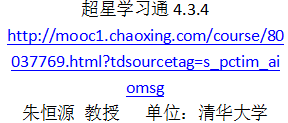 超星学习通 4.3.4
http://mooc1.chaoxing.com/course/80
037769.html?tdsourcetag=s_pctim_ai
omsg
朱恒源 教授 单位：清华大学